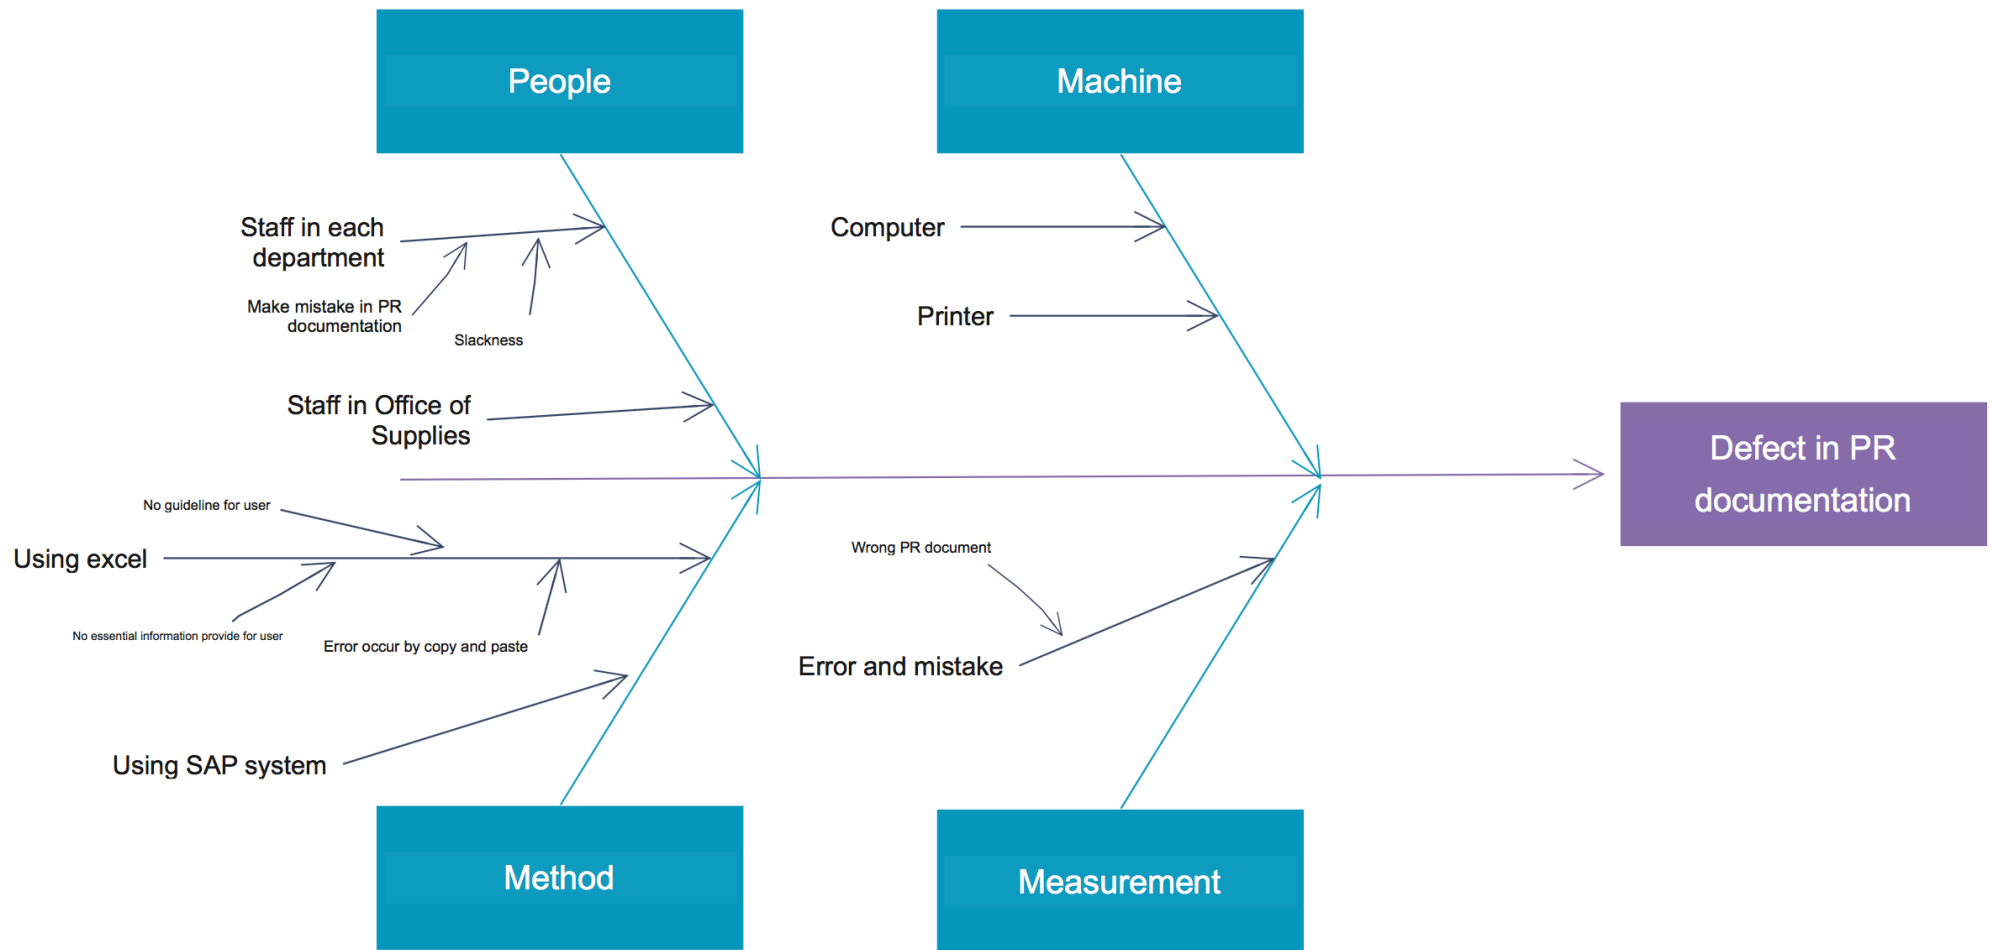 People
Machine
Staff in each
department
Computer
Make mistake in PR
documentation
Slackness
Printer
Staff in Office of
Supplies
Defect in PR
documentation
No guideline for user
Using excel
No essential information provide for user
Error occur by copy and paste
Wrong PR document
Error and mistake
Using SAP system
Method
Measurement